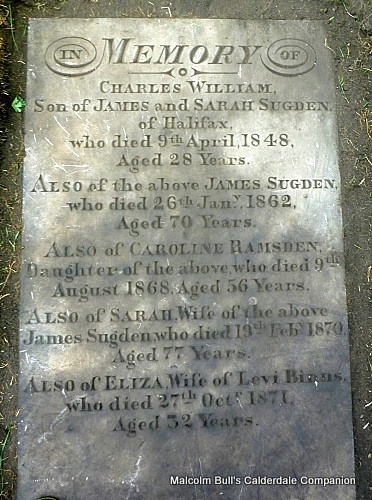 IN MEMORY OF
CHARLES WILLIAM,
Son of JAMES and SARAH SUGDEN,
of Halifax,
who died 9th April, 1848,
Aged 28 Years.
ALSO of the above JAMES SUGDEN,
who died 26th Jany. 1862,
Aged 70 Years.
ALSO of CAROLINE RAMSDEN,
Daughter of the above, who died 9th
August 1868, Aged 56 Years.
ALSO of SARAH, Wife of the above
James Sugden, who died 19th Feby. 1870,
Aged 77 Years.
ALSO of ELIZA, Wife of Levi Binns,
who died 27th Octr. 1871,
Aged 32 Years.
Malcolm Bull's Calderdale Companion